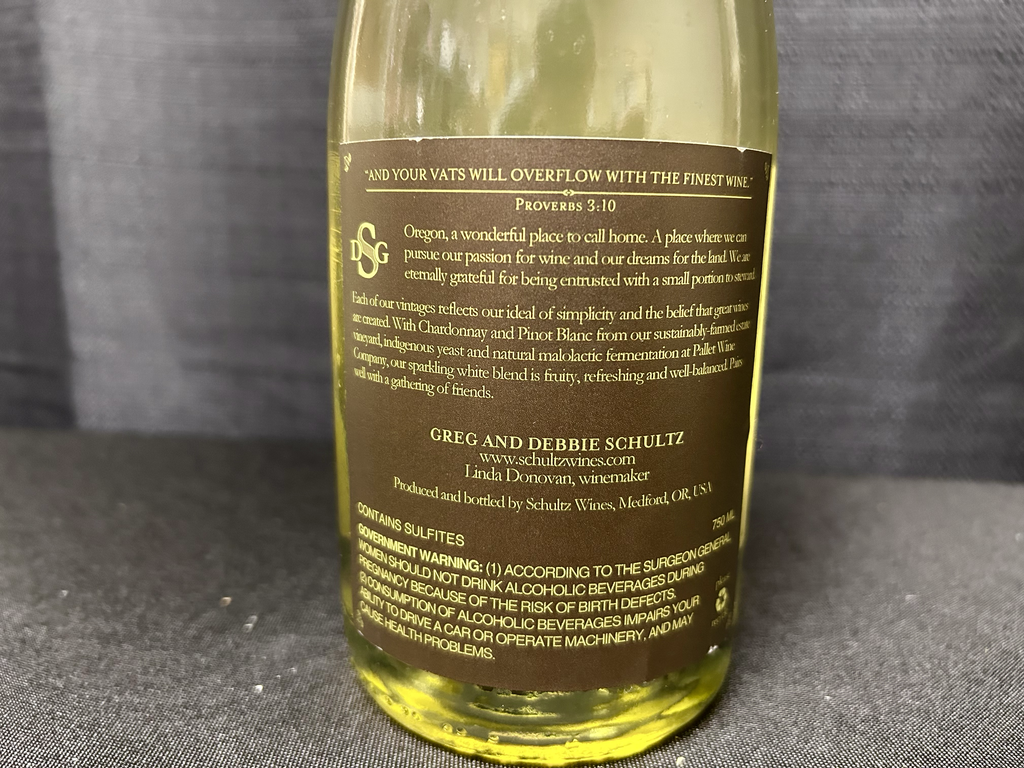 "AND YOUR VATS WILL OVERFLOW WITH THE FINEST WINE."
PROVERBS 3:10
DSG
Oregon, a wonderful place to call home. A place where we can
pursue our passion for wine and our dreams for the land. We are
eternally grateful for being entrusted with a small portion to steward.
Each of our vintages reflects our ideal of simplicity and the belief that great wines
are created. With Chardonnay and Pinot Blanc from our sustainably-farmed estate
vineyard, indigenous yeast and natural malolactic fermentation at Pallet Wine
Company, our sparkling white blend is fruity, refreshing and well-balanced. Pairs
well with a gathering of friends.
GREG AND DEBBIE SCHULTZ
www.schultzwines.com
Linda Donovan, winemaker
Produced and bottled by Schultz Wines, Medford, OR, USA
CONTAINS SULFITES
750 ML
GOVERNMENT WARNING: (1) ACCORDING TO THE SURGEON GENERAL,
WOMEN SHOULD NOT DRINK ALCOHOLIC BEVERAGES DURING
PREGNANCY BECAUSE OF THE RISK OF BIRTH DEFECTS.
(2) CONSUMPTION OF ALCOHOLIC BEVERAGES IMPAIRS YOUR
ABILITY TO DRIVE A CAR OR OPERATE MACHINERY, AND MAY
CAUSE HEALTH PROBLEMS.